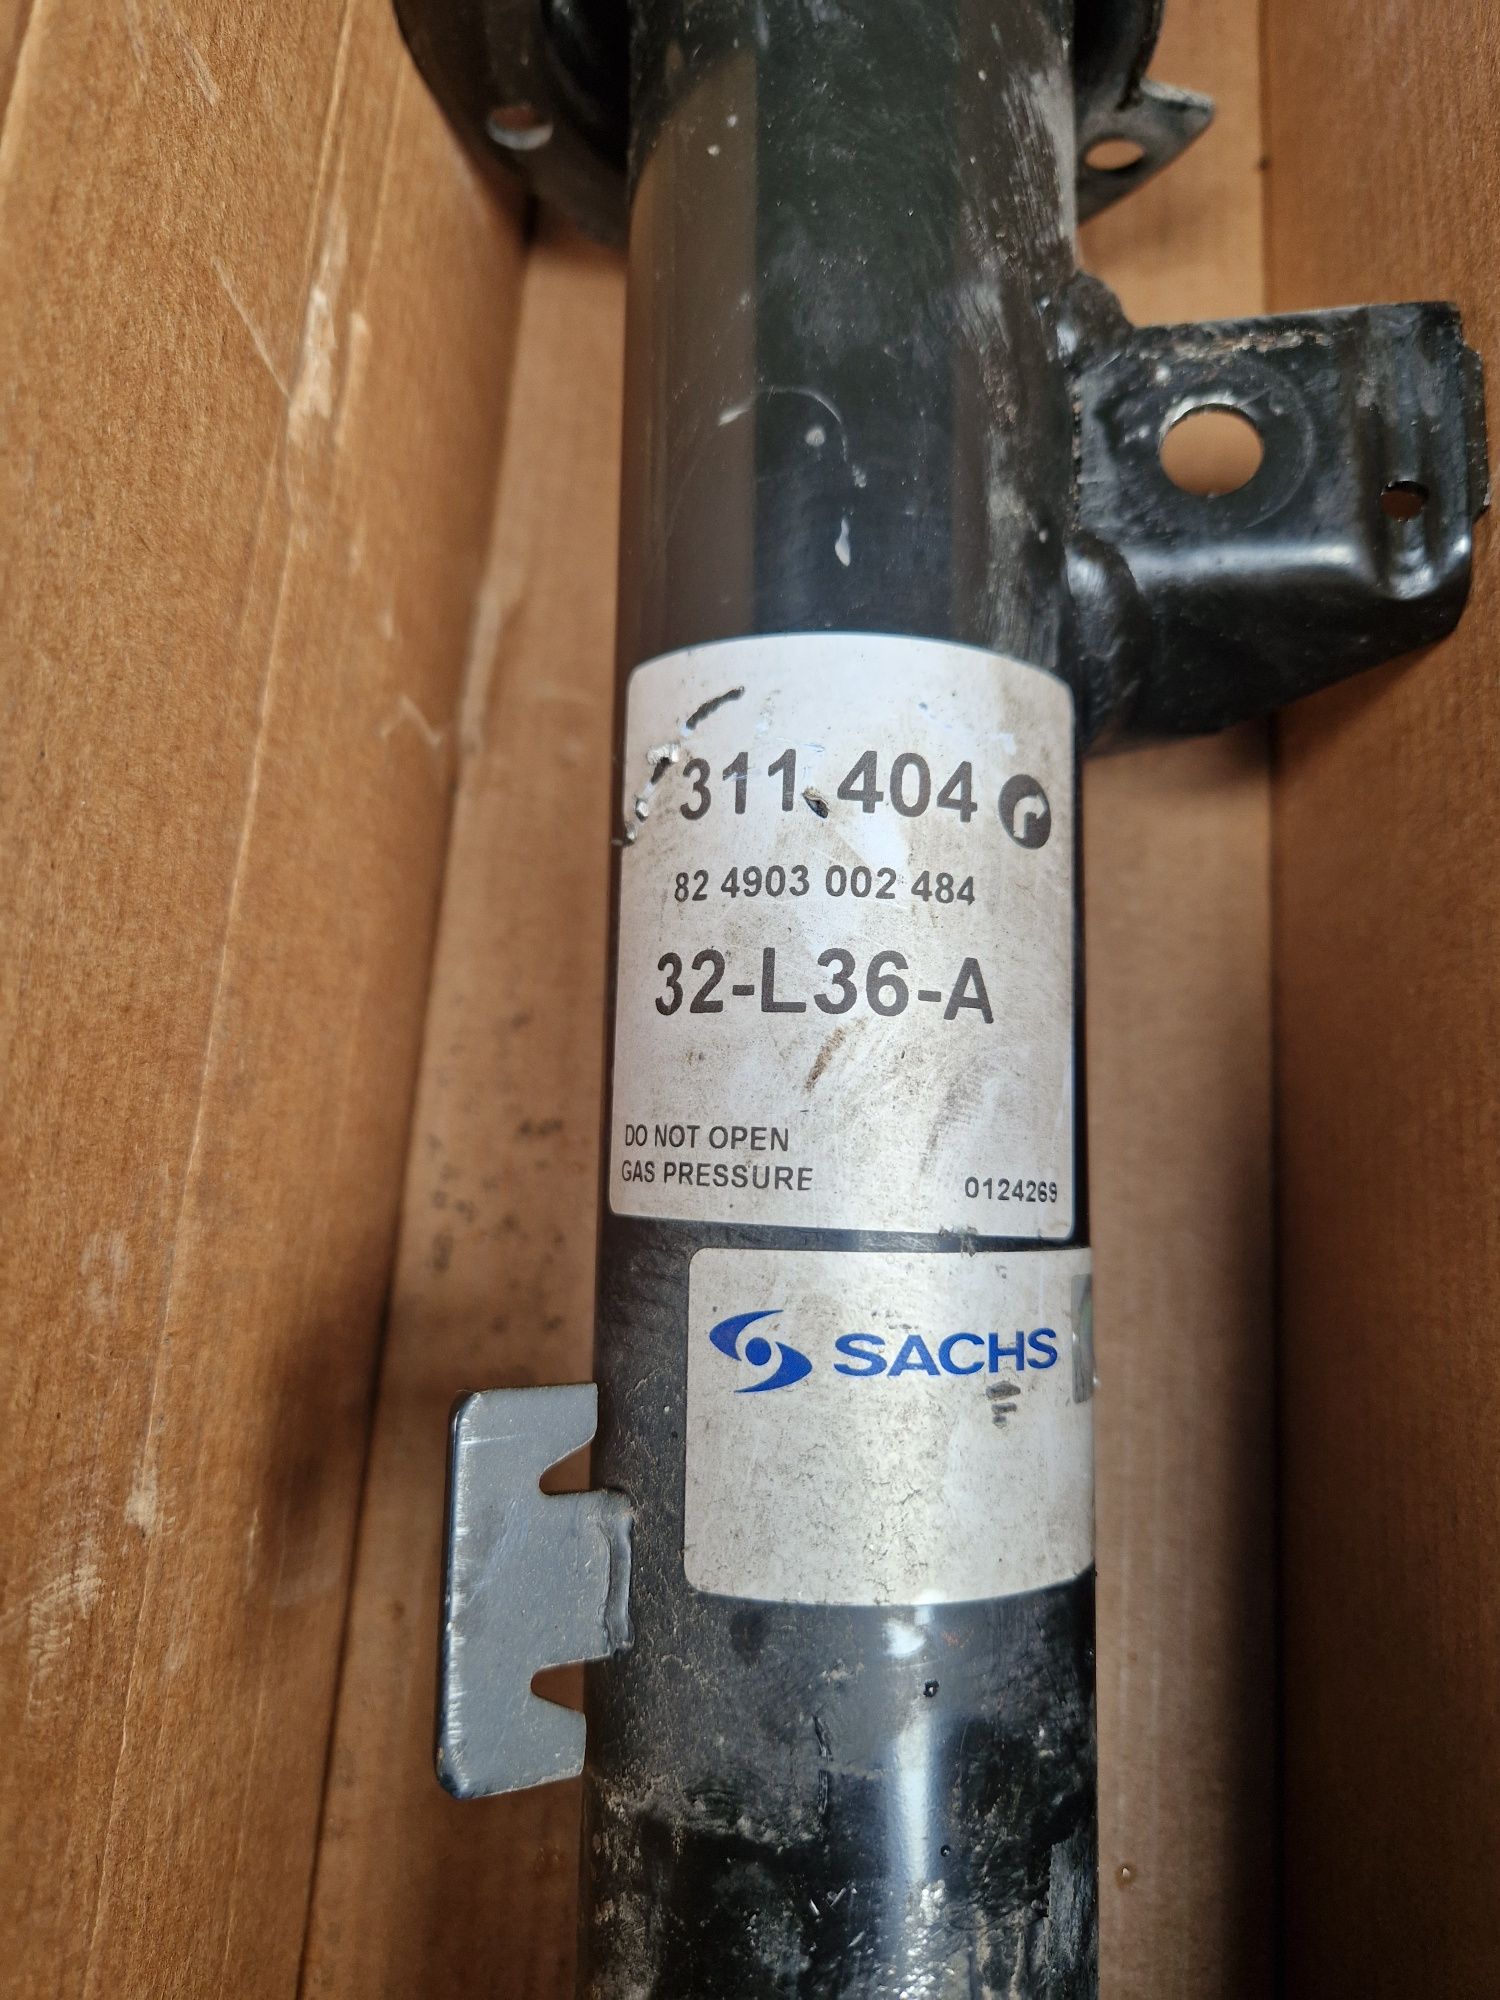 311 404
82 4903 002 484
32-L36-A
DO NOT OPEN
GAS PRESSURE
0124269
SACHS